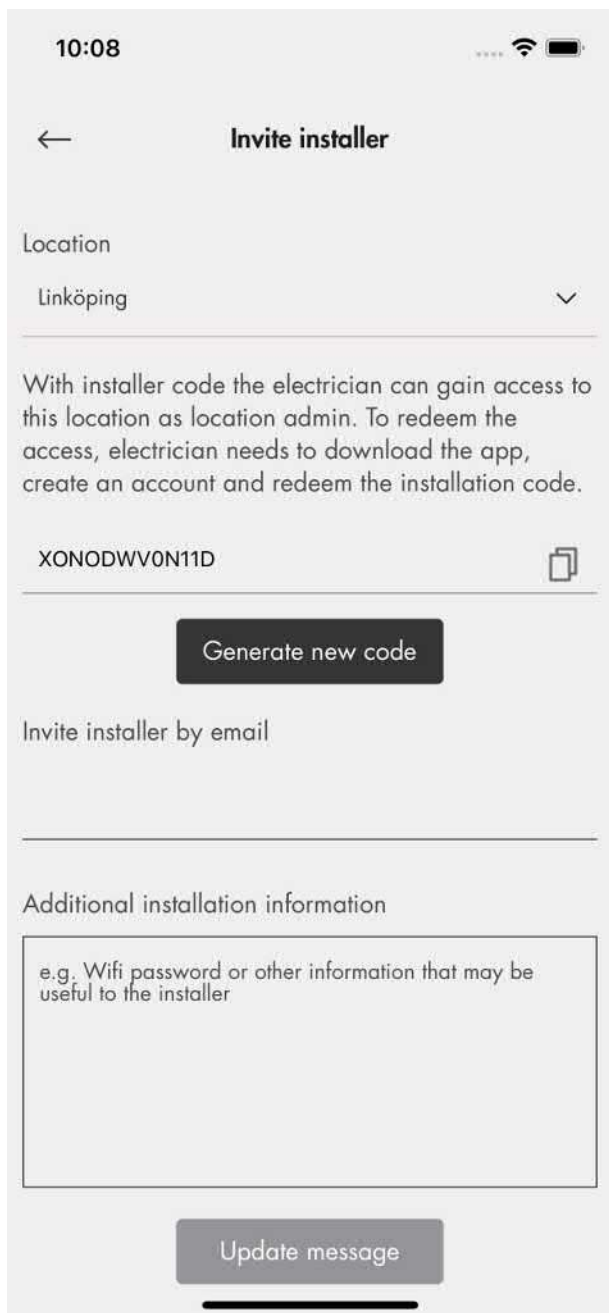 10:08
Invite installer
Location
Linköping
With installer code the electrician can gain access to
this location as location admin. To redeem the
access, electrician needs to download the app,
create an account and redeem the installation code.
XONODWV0N11D
Generate new code
Invite installer by email
Additional installation information
e.g. Wifi password or other information that may be
useful to the installer
Update message